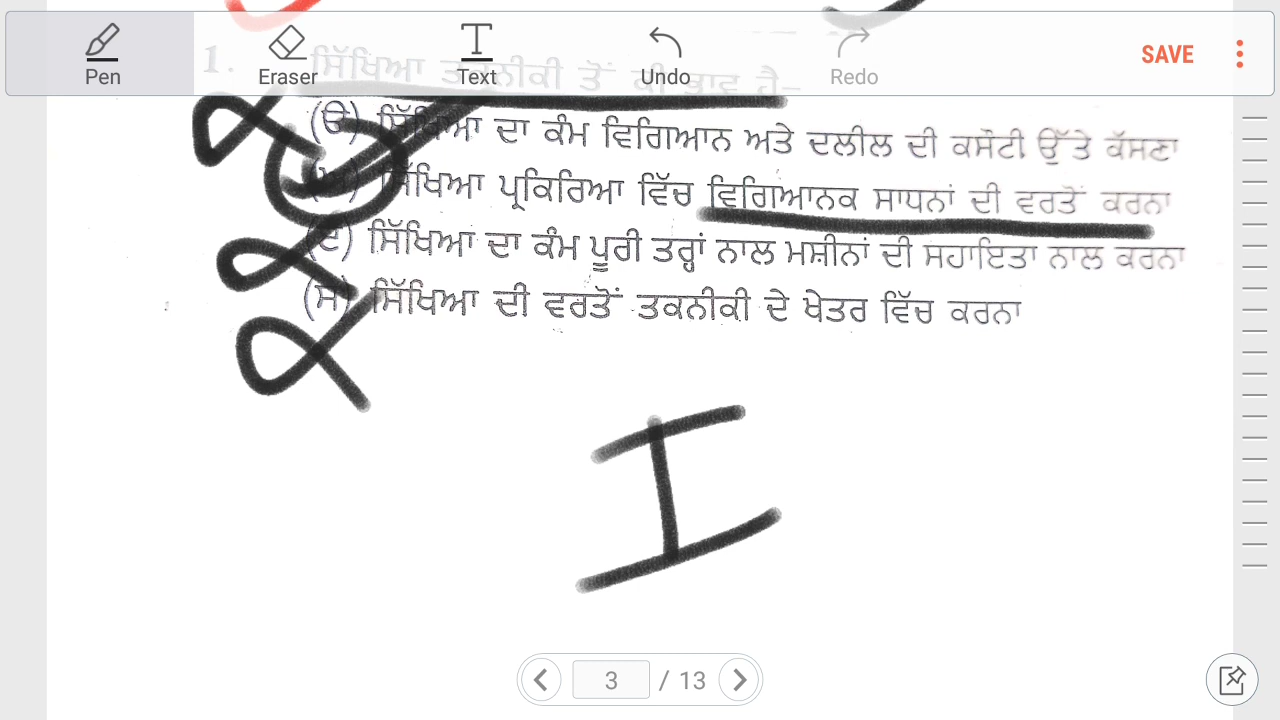 Pen
Eraser
Text
Undo
Redo
SAVE
1. ਸਿੱਖਿਆ ਤਕਨੀਕੀ ਤੋਂ ਕੀ ਭਾਵ ਹੈ–
(ੳ) ਸਿੱਖਿਆ ਦਾ ਕੰਮ ਵਿਗਿਆਨ ਅਤੇ ਦਲੀਲ ਦੀ ਕਸੌਟੀ ਉੱਤੇ ਕੱਸਣਾ
ਸਿੱਖਿਆ ਪ੍ਰਕਿਰਿਆ ਵਿੱਚ ਵਿਗਿਆਨਕ ਸਾਧਨਾਂ ਦੀ ਵਰਤੋਂ ਕਰਨਾ
(ੲ) ਸਿੱਖਿਆ ਦਾ ਕੰਮ ਪੂਰੀ ਤਰ੍ਹਾਂ ਨਾਲ ਮਸ਼ੀਨਾਂ ਦੀ ਸਹਾਇਤਾ ਨਾਲ ਕਰਨਾ
(ਸ) ਸਿੱਖਿਆ ਦੀ ਵਰਤੋਂ ਤਕਨੀਕੀ ਦੇ ਖੇਤਰ ਵਿੱਚ ਕਰਨਾ
I
3 / 13